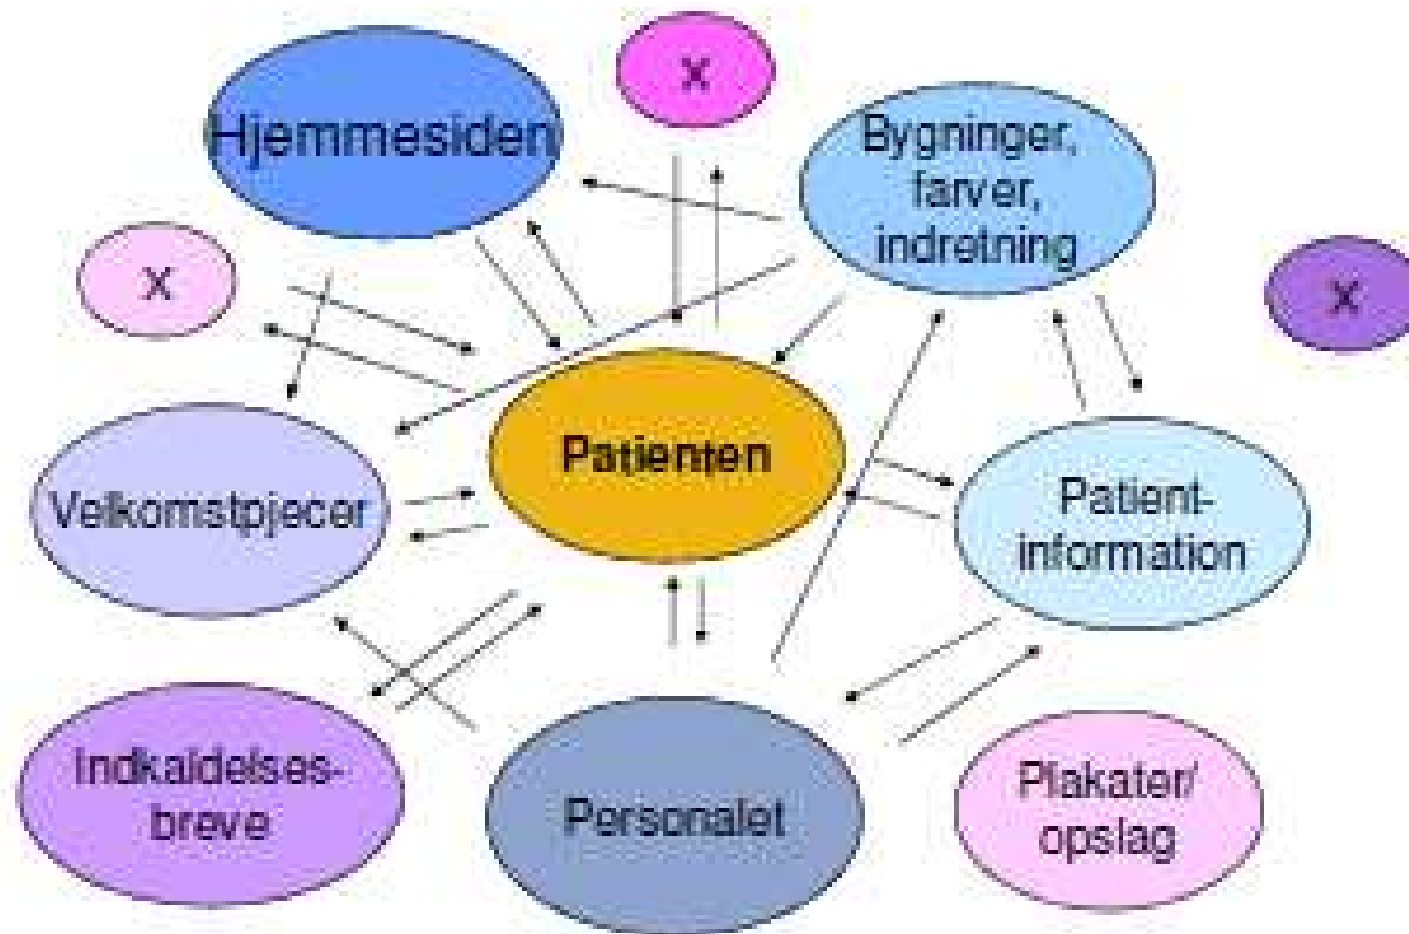 Hjemmesiden
x
Bygninger,
farver,
indretning
x
x
Patienten
Velkomstpjecer
Patient-
information
Indkaldelses-
breve
Personalet
Plakater/
opslag